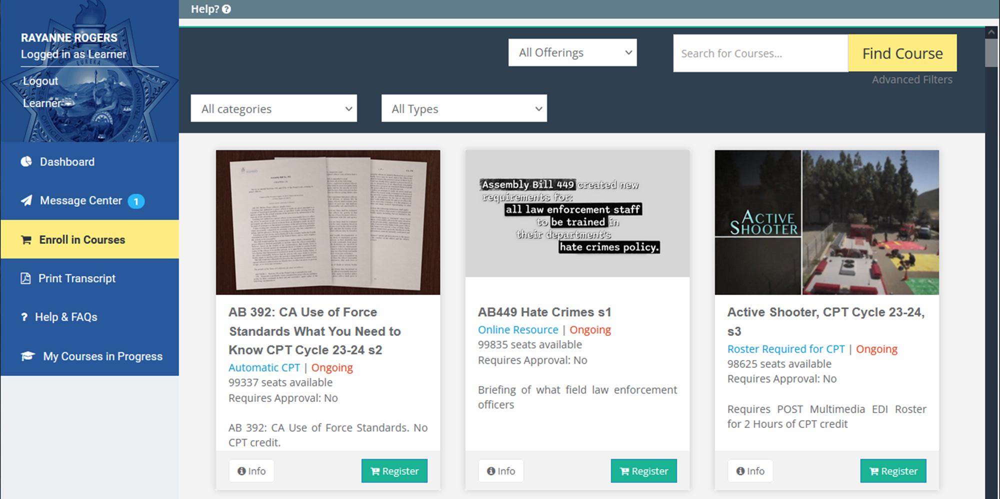 Help?
RAYANNE ROGERS
Logged in as Learner
EUREKA
Logout
Learner
Dashboard
Message Center 1
Enroll in Courses
Print Transcript
? Help & FAQs
My Courses in Progress
All Offerings
Search for Courses...
Find Course
Advanced Filters
All categories
All Types
Assembly Bill No. 392
CHAPTER 170
AB 392: CA Use of Force
Standards What You Need to
Know CPT Cycle 23-24 s2
Automatic CPT | Ongoing
99337 seats available
Requires Approval: No
AB 392: CA Use of Force Standards. No
CPT credit.
Info
Register
Assembly Bill 449 created new
requirements for:
all law enforcement staff
to be trained in
their department's
hate crimes policy.
AB449 Hate Crimes s1
Online Resource | Ongoing
99835 seats available
Requires Approval: No
Briefing of what field law enforcement
officers
Info
Register
ACTIVE
SHOOTER
Active Shooter, CPT Cycle 23-24,
s3
Roster Required for CPT | Ongoing
98625 seats available
Requires Approval: No
Requires POST Multimedia EDI Roster
for 2 Hours of CPT credit
Info
Register